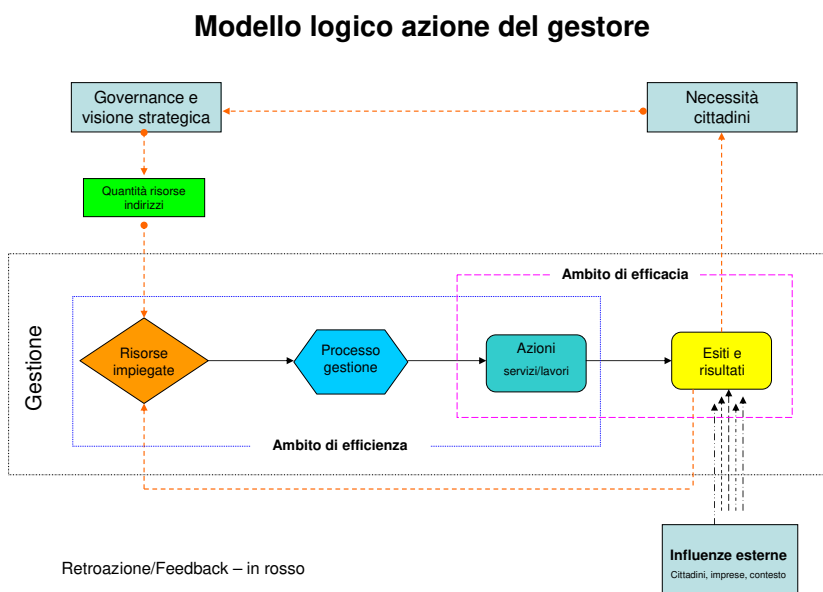 Modello logico azione del gestore
Governance e
visione strategica
Necessità
cittadini
Quantità risorse
indirizzi
Ambito di efficacia
Gestione
Risorse
impiegate
Processo
gestione
Azioni
servizi/lavori
Esiti e
risultati
Ambito di efficienza
Influenze esterne
Cittadini, imprese, contesto
Retroazione/Feedback – in rosso